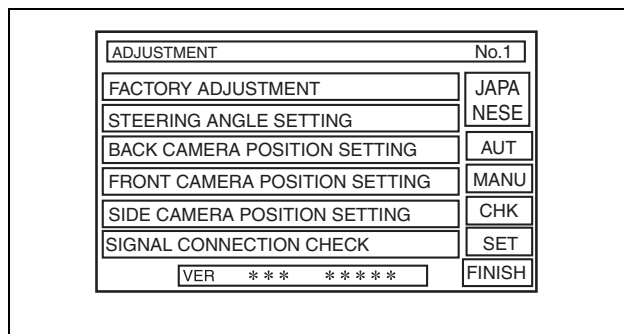 ADJUSTMENT No.1
FACTORY ADJUSTMENT
JAPA
NESE
STEERING ANGLE SETTING
BACK CAMERA POSITION SETTING AUT
FRONT CAMERA POSITION SETTING MANU
SIDE CAMERA POSITION SETTING CHK
SIGNAL CONNECTION CHECK SET
VER *** ***** FINISH